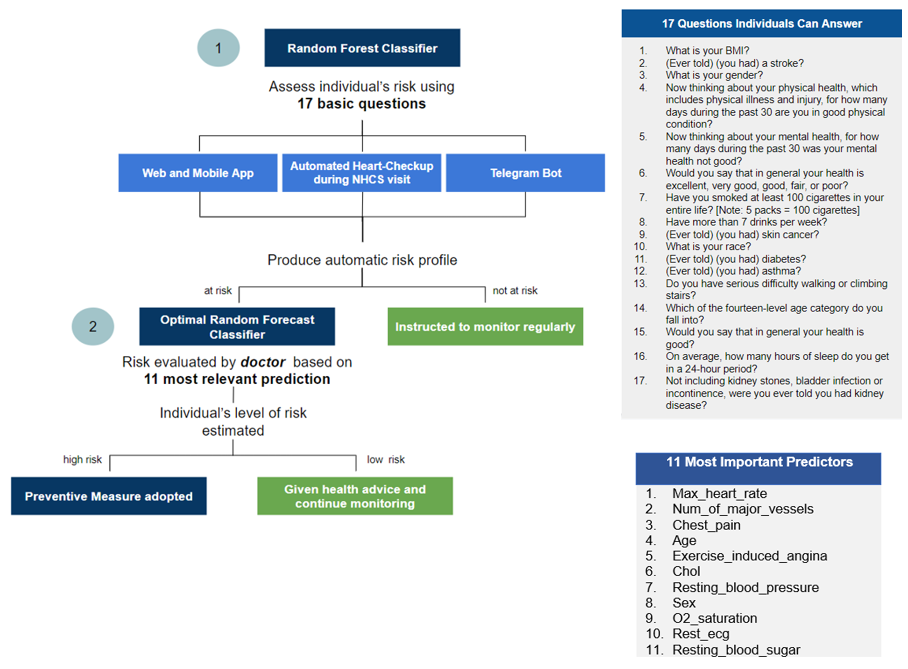 1
Random Forest Classifier
Assess individual's risk using
17 basic questions
Web and Mobile App
Automated Heart-Checkup
during NHCS visit
Telegram Bot
Produce automatic risk profile
at risk
not at risk
2
Optimal Random Forecast
Classifier
Instructed to monitor regularly
Risk evaluated by doctor based on
11 most relevant prediction
Individual's level of risk
estimated
high risk
low risk
Preventive Measure adopted
Given health advice and
continue monitoring
17 Questions Individuals Can Answer
1. What is your BMI?
2. (Ever told) (you had) a stroke?
3. What is your gender?
4. Now thinking about your physical health, which
includes physical illness and injury, for how many
days during the past 30 are you in good physical
condition?
5. Now thinking about your mental health, for how
many days during the past 30 was your mental
health not good?
6. Would you say that in general your health is
excellent, very good, good, fair, or poor?
7. Have you smoked at least 100 cigarettes in your
entire life? [Note: 5 packs = 100 cigarettes]
8. Have more than 7 drinks per week?
9. (Ever told) (you had) skin cancer?
10. What is your race?
11. (Ever told) (you had) diabetes?
12. (Ever told) (you had) asthma?
13. Do you have serious difficulty walking or climbing
stairs?
14. Which of the fourteen-level age category do you
fall into?
15. Would you say that in general your health is
good?
16. On average, how many hours of sleep do you get
in a 24-hour period?
17. Not including kidney stones, bladder infection or
incontinence, were you ever told you had kidney
disease?
11 Most Important Predictors
1. Max_heart_rate
2. Num_of_major_vessels
3. Chest_pain
4. Age
5. Exercise_induced_angina
6. Chol
7. Resting_blood_pressure
8. Sex
9. O2_saturation
10. Rest_ecg
11. Resting_blood_sugar